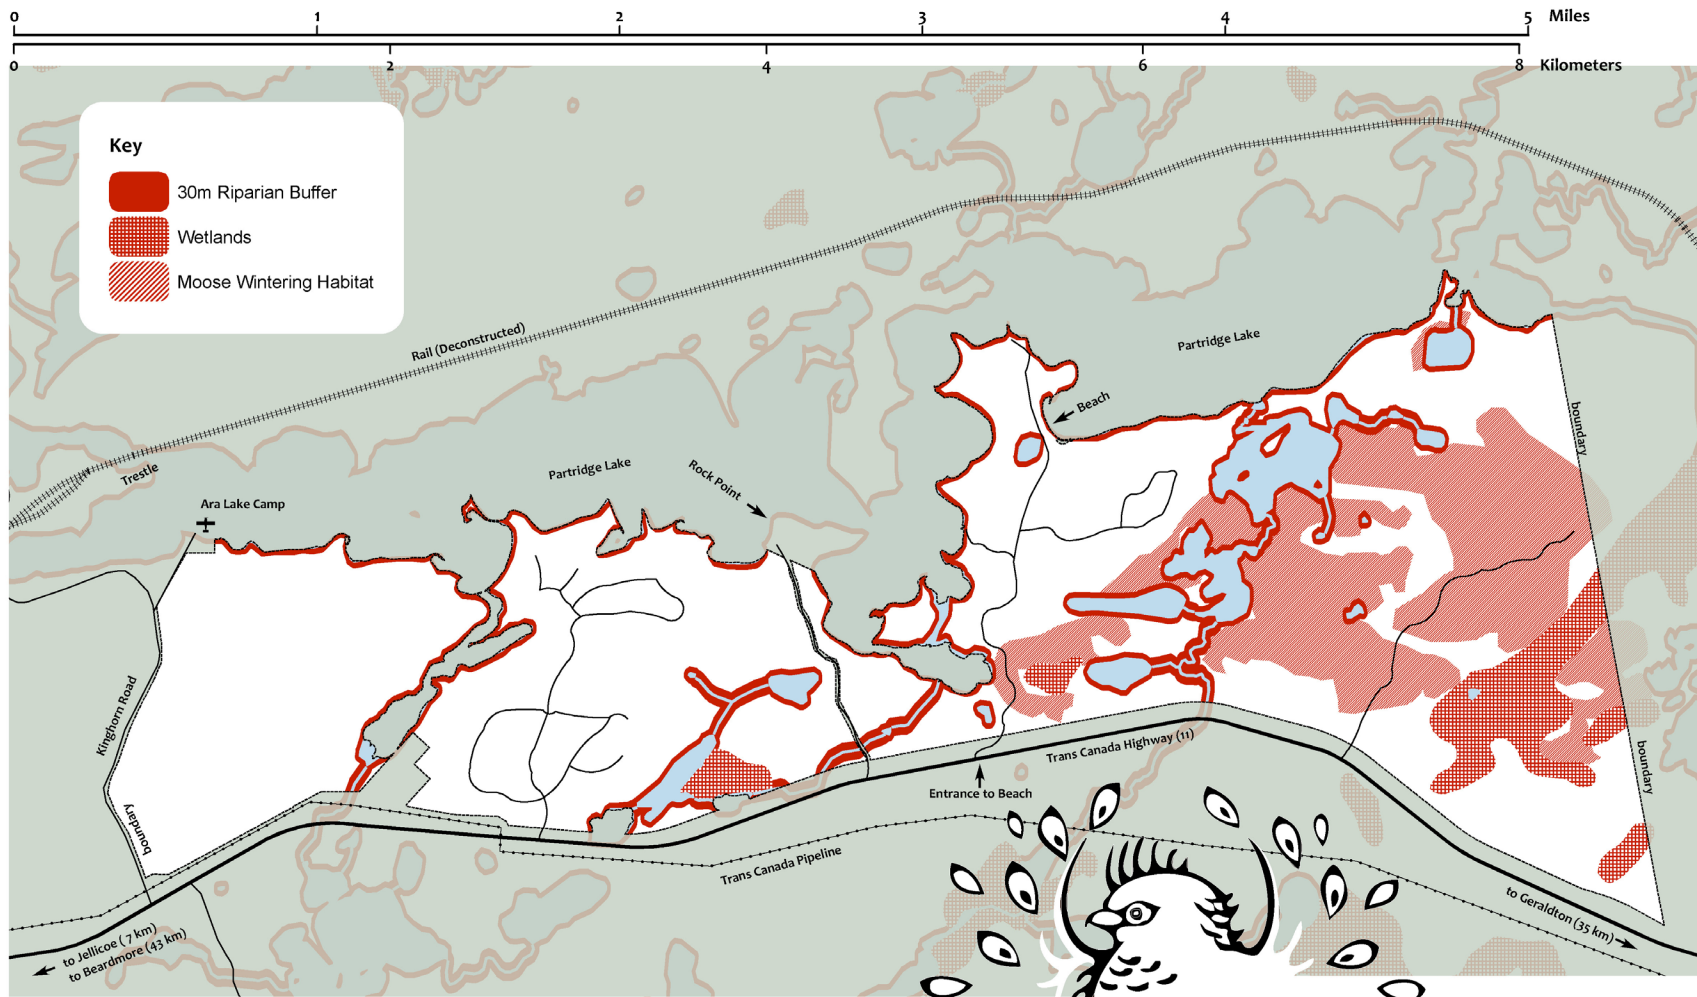 0 1 2 3 4 5 Miles
0 2 4 6 8 Kilometers
Key
30m Riparian Buffer
Wetlands
Moose Wintering Habitat
Rail (Deconstructed)
Partridge Lake
Beach
boundary
Trestle
Partridge Lake
Rock Point
Ara Lake Camp
Kinghorn Road
boundary
Trans Canada Highway (11)
boundary
Entrance to Beach
Trans Canada Pipeline
to Geraldton (35 km)
to Jellicoe (7 km)
to Beardmore (43 km)